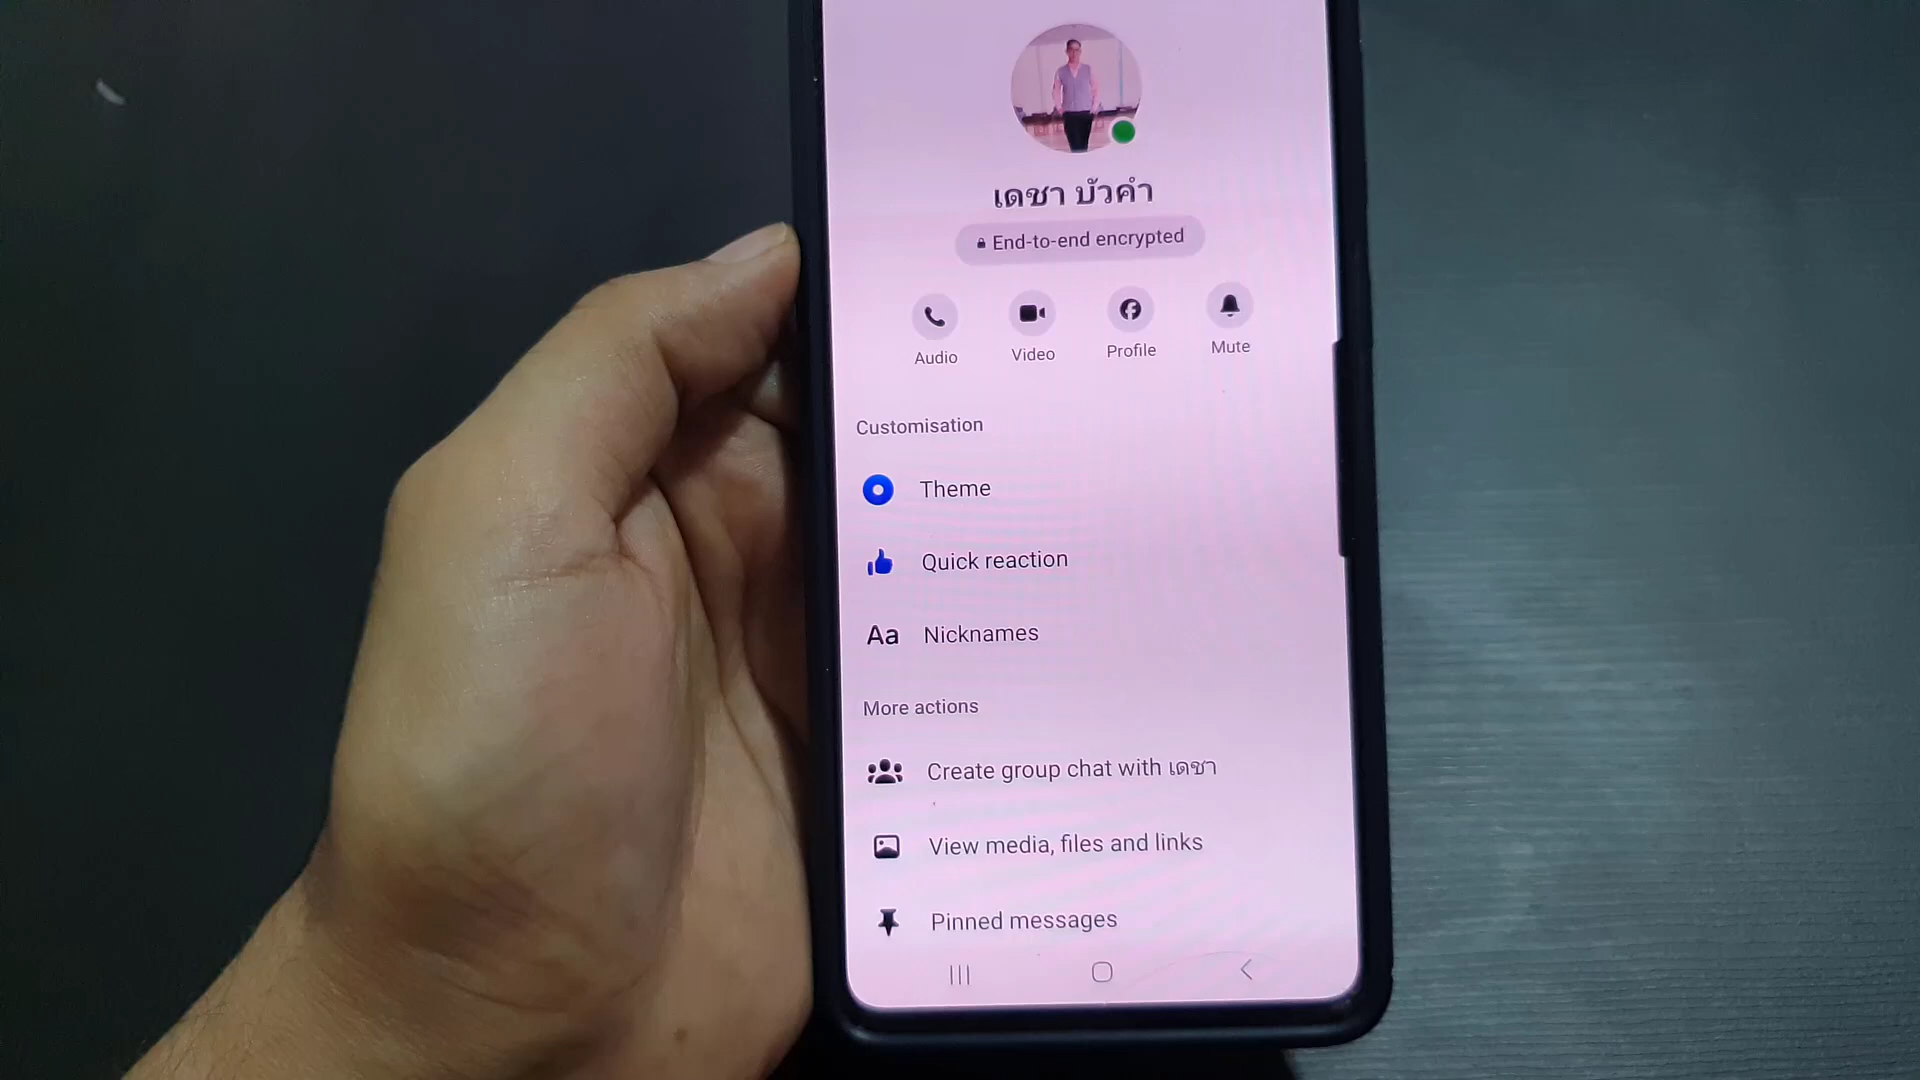 เดชา บัวคำ
End-to-end encrypted
Audio Video Profile Mute
Customisation
Theme
Quick reaction
Aa Nicknames
More actions
Create group chat with เดชา
View media, files and links
Pinned messages